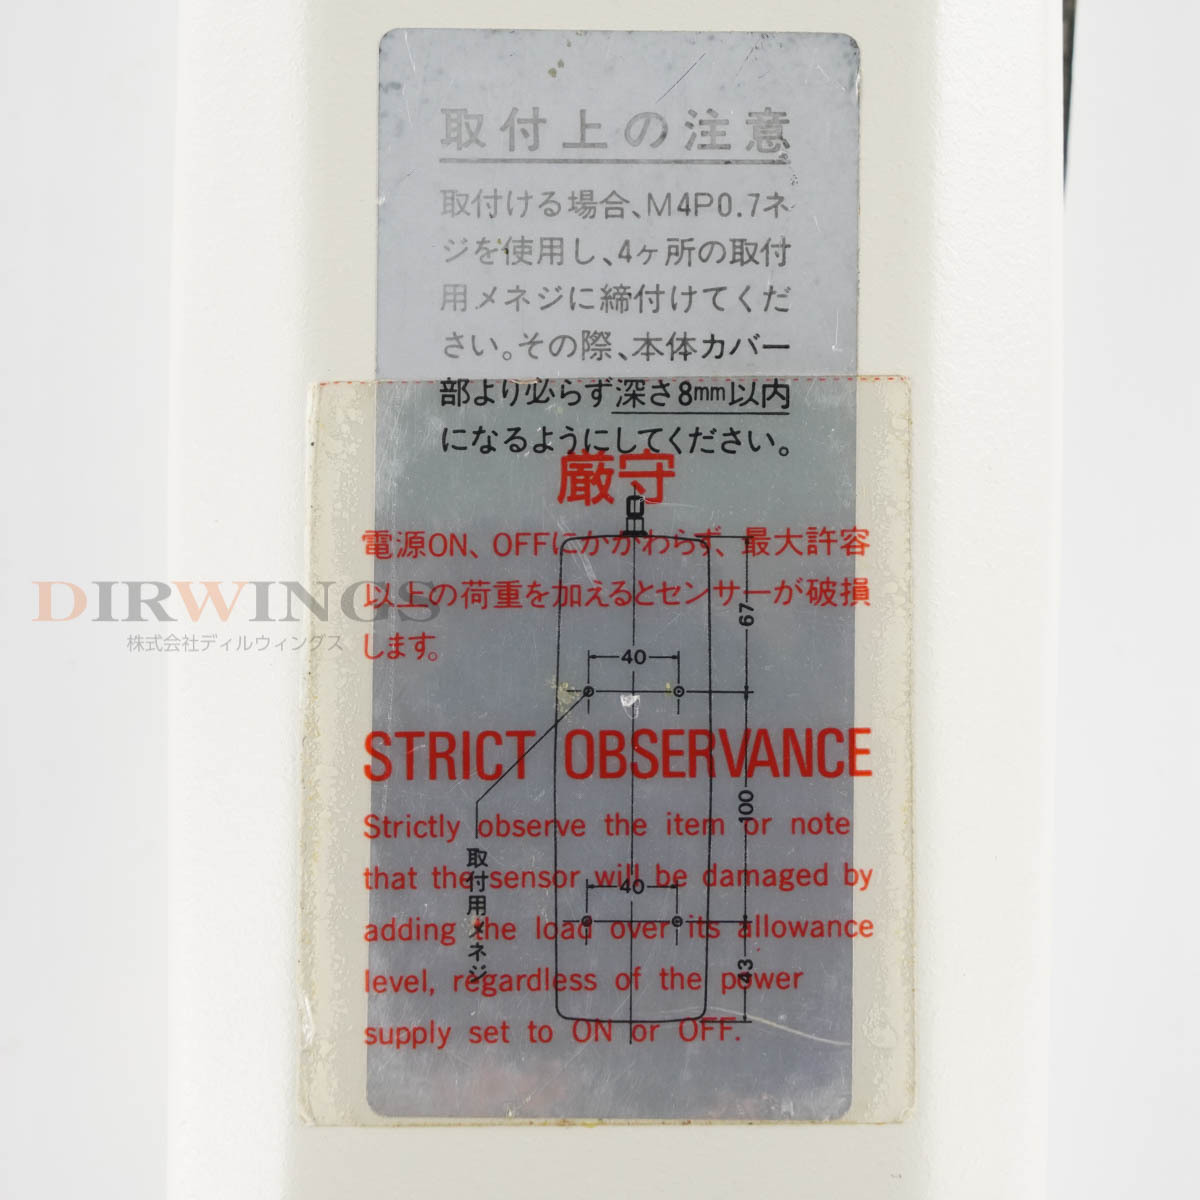 取付上の注意
取付ける場合、M4P0.7ネ
ジを使用し、4ヶ所の取付
用メネジに締付けてくだ
さい。その際、本体カバー
部より必らず深さ8mm以内
になるようにしてください。
厳守
電源ON、OFFにかかわらず、最大許容
以上の荷重を加えるとセンサーが破損
します。
DIRWINGS
株式会社ディルウィングス
67
40
STRICT OBSERVANCE
100
Strictly observe the item or note
that the sensor will be damaged by
adding the load over its allowance
level, regardless of the power
supply set to ON or OFF.
取付用メネジ
40
43